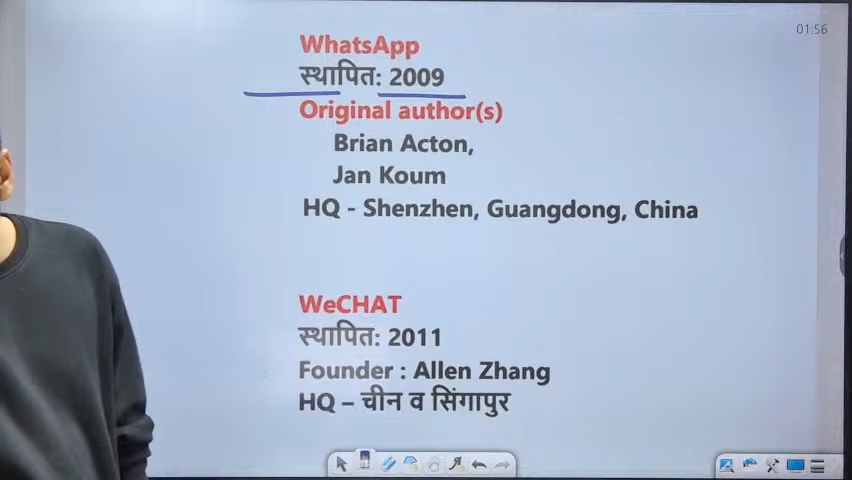 01:56
WhatsApp
स्थापित: 2009
Original author(s)
Brian Acton,
Jan Koum
HQ - Shenzhen, Guangdong, China
WeCHAT
स्थापित: 2011
Founder : Allen Zhang
HQ – चीन व सिंगापुर